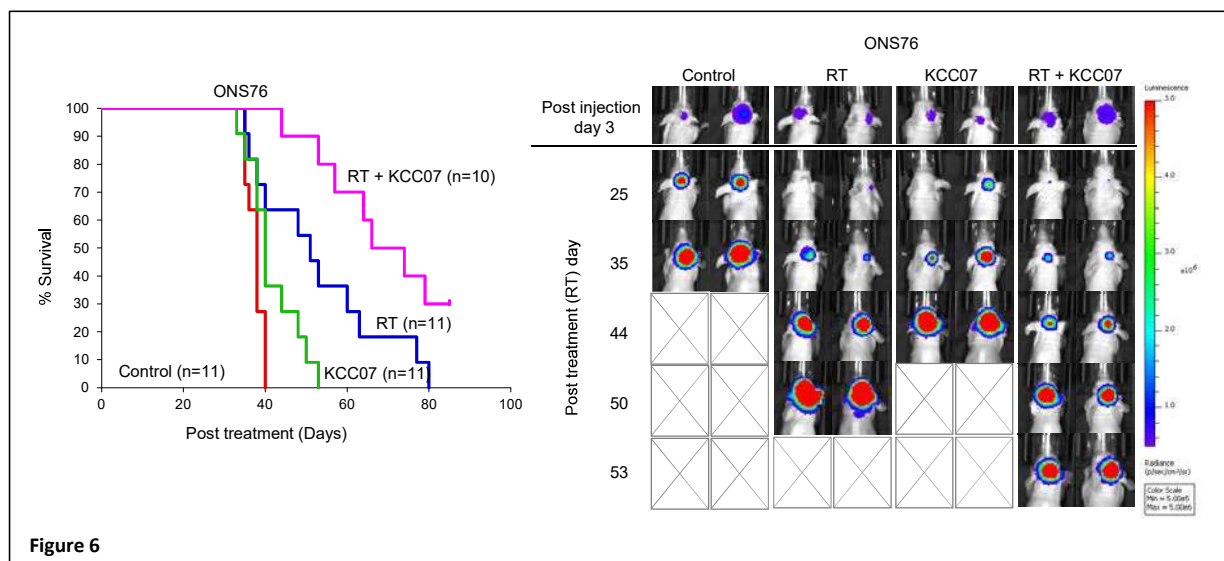 ONS76
100
90
80
70
60
50
40
30
20
10
0
% Survival
RT + KCC07 (n=10)
RT (n=11)
Control (n=11)
KCC07 (n=11)
0 20 40 60 80 100
Post treatment (Days)
ONS76
Control RT KCC07 RT + KCC07
Post injection
day 3
Post treatment (RT) day
25
35
44
50
53
Luminescence
5.0
4.0
3.0
x10⁶
2.0
1.0
Radiance
(p/sec/cm²/sr)
Color Scale
Min = 5.00e5
Max = 5.00e6
Figure 6